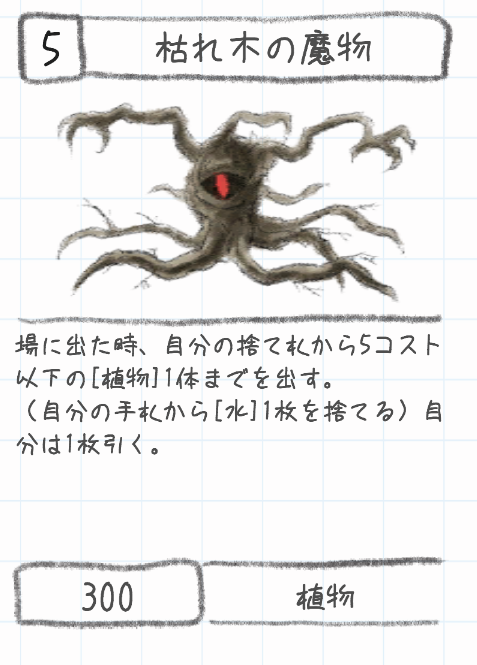 5
枯れ木の魔物
場に出た時、自分の捨て札から5コスト
以下の[植物]1体までを出す。
（自分の手札から[水]1枚を捨てる）自
分は1枚引く。
300
植物